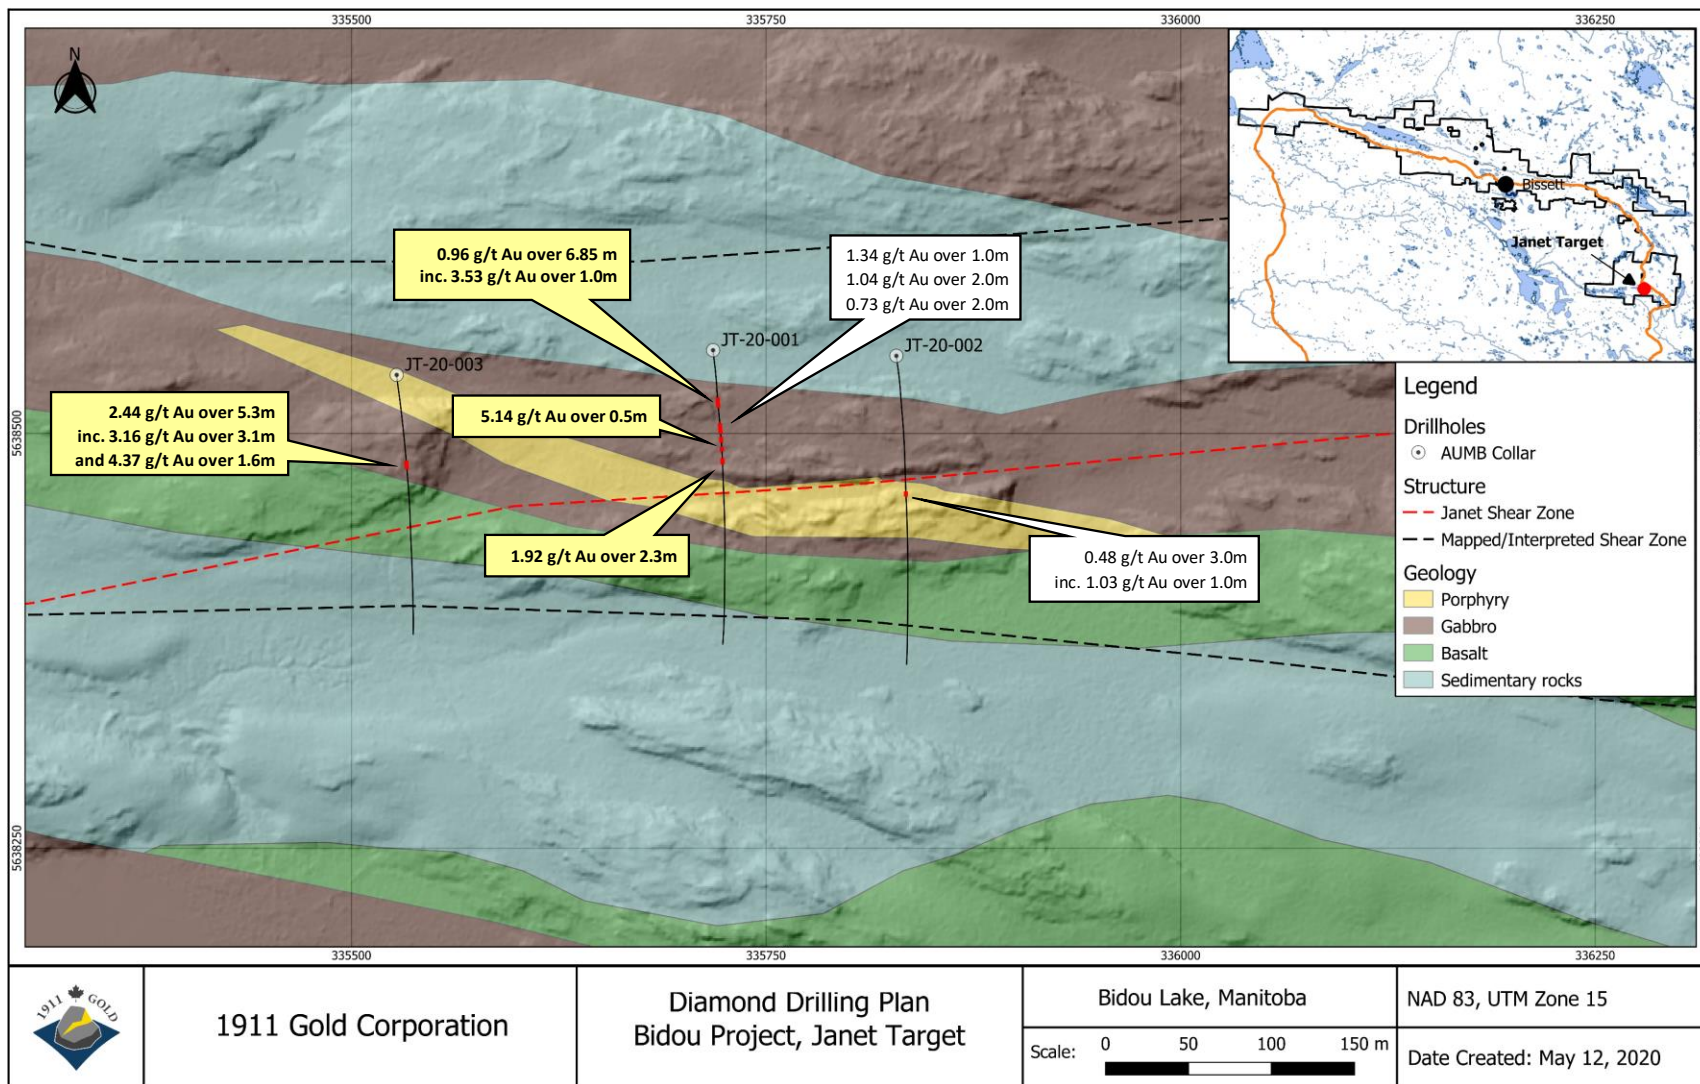 335500
335750
336000
336250
N
Bissett
Janet Target
0.96 g/t Au over 6.85 m
inc. 3.53 g/t Au over 1.0m
1.34 g/t Au over 1.0m
1.04 g/t Au over 2.0m
0.73 g/t Au over 2.0m
JT-20-001
JT-20-002
JT-20-003
2.44 g/t Au over 5.3m
inc. 3.16 g/t Au over 3.1m
and 4.37 g/t Au over 1.6m
5.14 g/t Au over 0.5m
1.92 g/t Au over 2.3m
0.48 g/t Au over 3.0m
inc. 1.03 g/t Au over 1.0m
5638500
5638250
Legend
Drillholes
AUMB Collar
Structure
Janet Shear Zone
Mapped/Interpreted Shear Zone
Geology
Porphyry
Gabbro
Basalt
Sedimentary rocks
335500
335750
336000
336250
1911 GOLD
1911 Gold Corporation
Diamond Drilling Plan
Bidou Project, Janet Target
Bidou Lake, Manitoba
Scale:
0 50 100 150 m
NAD 83, UTM Zone 15
Date Created: May 12, 2020